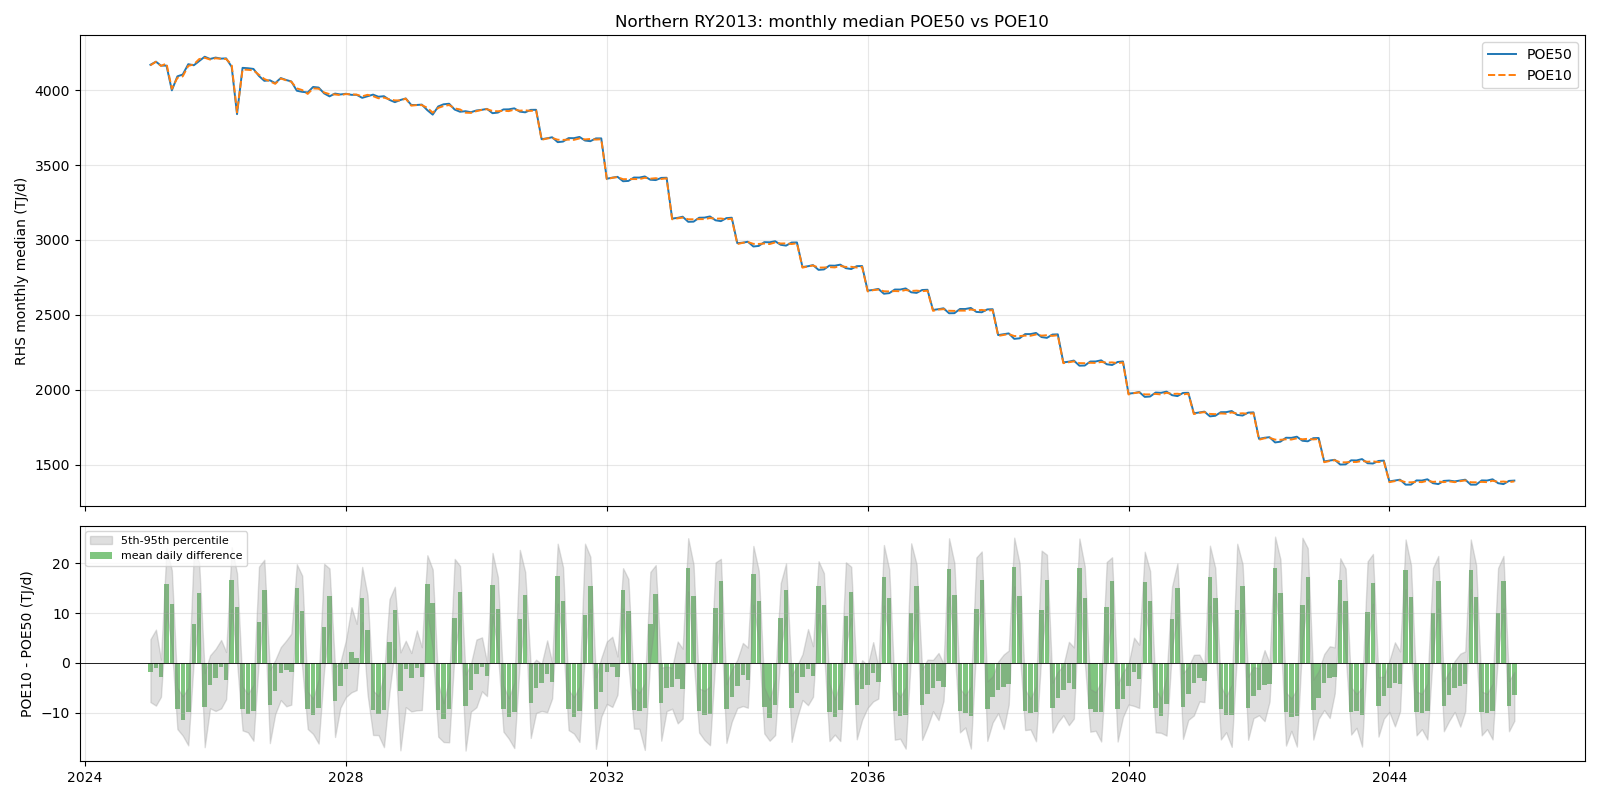 Northern RY2013: monthly median POE50 vs POE10
POE50
POE10
RHS monthly median (TJ/d)
4000
3500
3000
2500
2000
1500
5th-95th percentile
mean daily difference
POE10 - POE50 (TJ/d)
20
10
0
−10
2024
2028
2032
2036
2040
2044